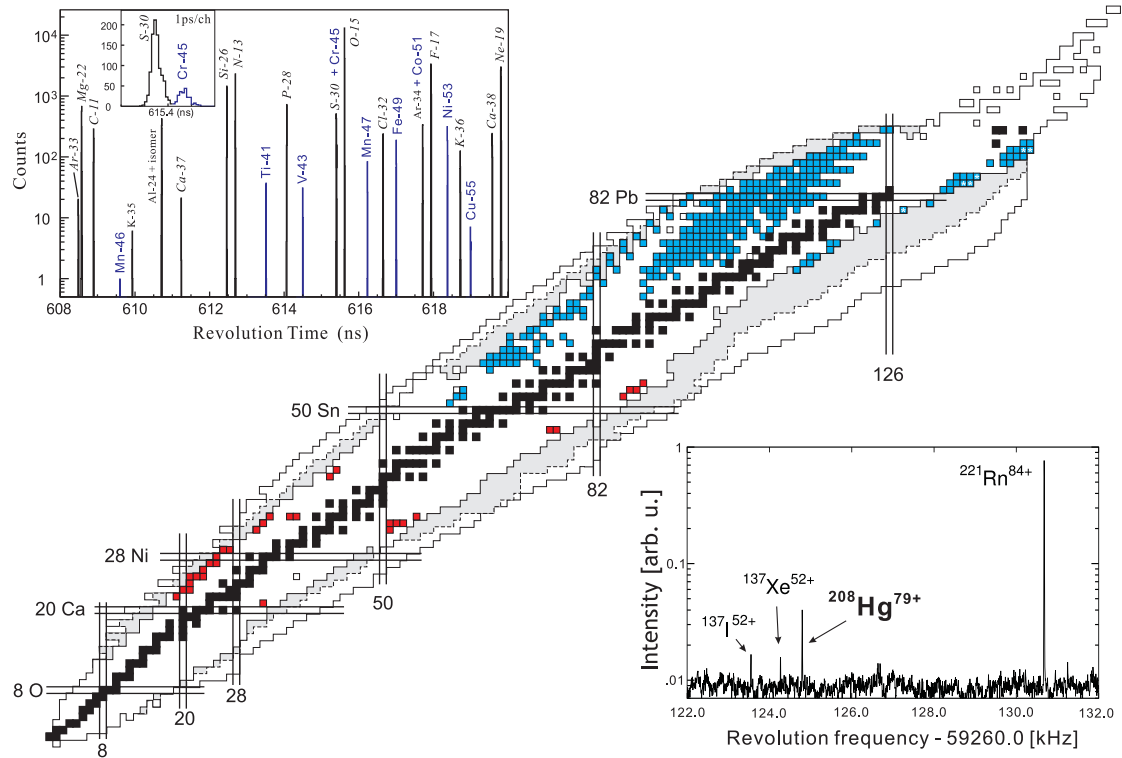 10⁴
10³
10²
10
1
Counts
608
610
612
614
616
618
Revolution Time (ns)
Ar-33
Mg-22
C-11
Mn-46
K-35
Al-24 + isomer
Ca-37
Si-26
N-13
Ti-41
P-28
V-43
S-30 + Cr-45
O-15
Mn-47
Cl-32
Fe-49
Ar-34 + Co-51
F-17
Ni-53
K-36
Cu-55
Ca-38
Ne-19
200
150
100
50
0
S-30
1ps/ch
Cr-45
615.4 (ns)
82 Pb
126
50 Sn
82
28 Ni
50
20 Ca
28
8 O
20
8
1
0.1
.01
Intensity [arb. u.]
²²¹Rn⁸⁴⁺
¹³⁷Xe⁵²⁺
²⁰⁸Hg⁷⁹⁺
¹³⁷I⁵²⁺
122.0
124.0
126.0
128.0
130.0
132.0
Revolution frequency - 59260.0 [kHz]